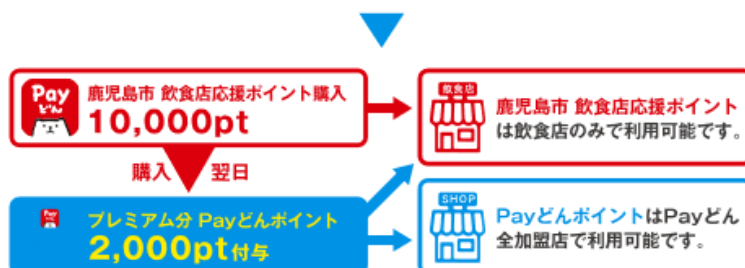 Pay
どん
鹿児島市 飲食店応援ポイント購入
10,000pt
飲食店
鹿児島市 飲食店応援ポイント
は飲食店のみで利用可能です。
購入 翌日
プレミアム分 Payどんポイント
2,000pt付与
SHOP
PayどんポイントはPayどん
全加盟店で利用可能です。